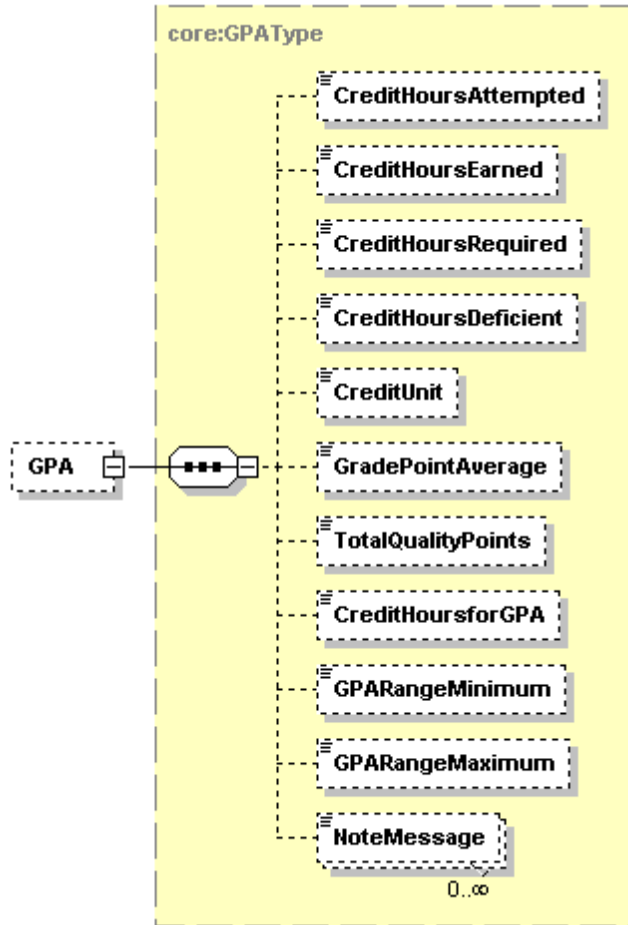 core:GPAType
CreditHoursAttempted
CreditHoursEarned
CreditHoursRequired
CreditHoursDeficient
CreditUnit
GPA
GradePointAverage
TotalQualityPoints
CreditHoursforGPA
GPARangeMinimum
GPARangeMaximum
NoteMessage
0..∞